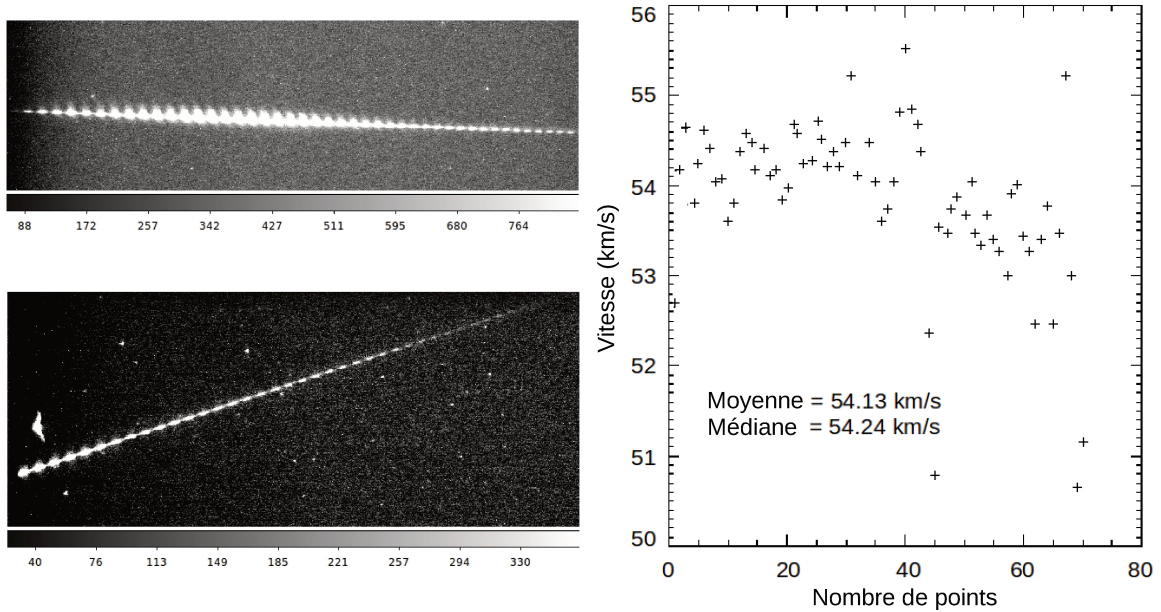 88 172 257 342 427 511 595 680 764
40 76 113 149 185 221 257 294 330
Vitesse (km/s)
56
55
54
53
52
51
50
Moyenne = 54.13 km/s
Médiane = 54.24 km/s
0 20 40 60 80
Nombre de points